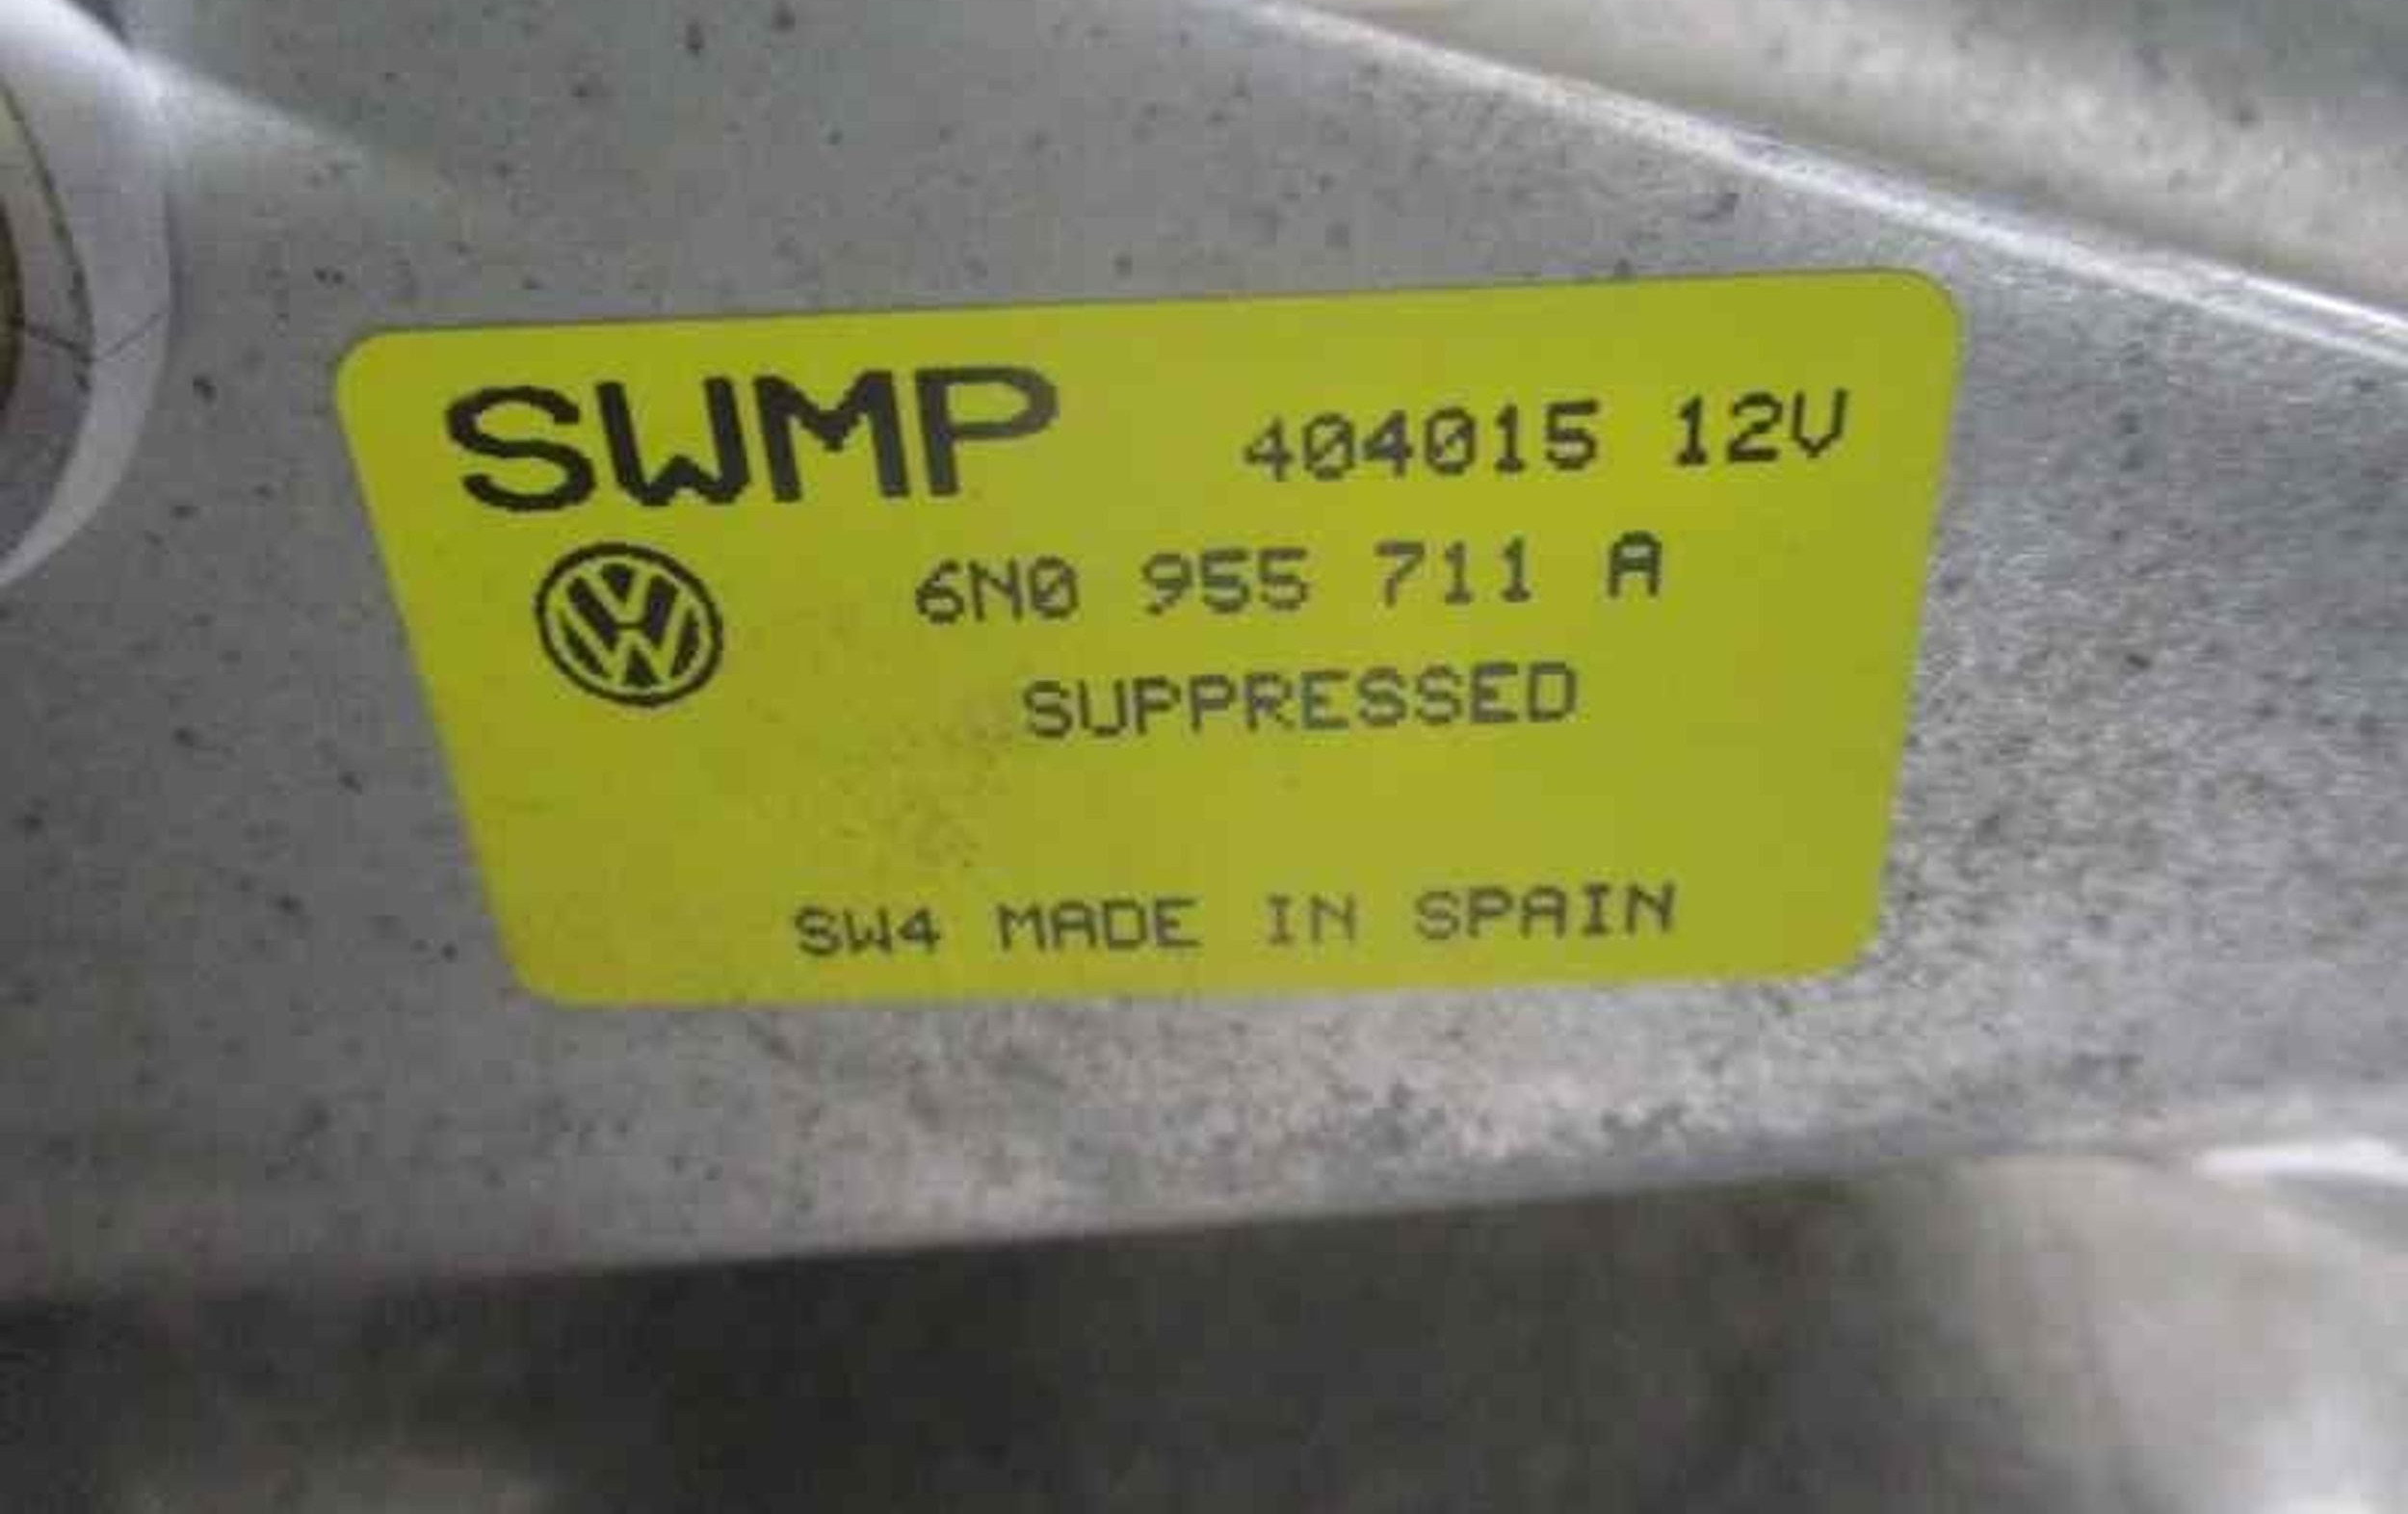 SWMP 404015 12V
6N0 955 711 A
SUPPRESSED
SW4 MADE IN SPAIN